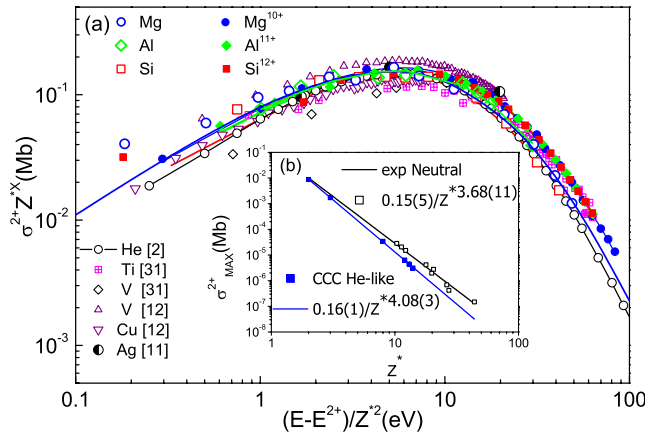 (a)
Mg
Mg¹⁰⁺
Al
Al¹¹⁺
Si
Si¹²⁺
10⁻¹
10⁻²
10⁻³
σ²⁺Z*ˣ(Mb)
He [2]
Ti [31]
V [31]
V [12]
Cu [12]
Ag [11]
0.1
1
10
100
(E-E²⁺)/Z*²(eV)
(b)
exp Neutral
0.15(5)/Z*³·⁶⁸⁽¹¹⁾
CCC He-like
0.16(1)/Z*⁴·⁰⁸⁽³⁾
10⁻¹
10⁻²
10⁻³
10⁻⁴
10⁻⁵
10⁻⁶
10⁻⁷
10⁻⁸
σ²⁺MAX(Mb)
1
10
100
Z*